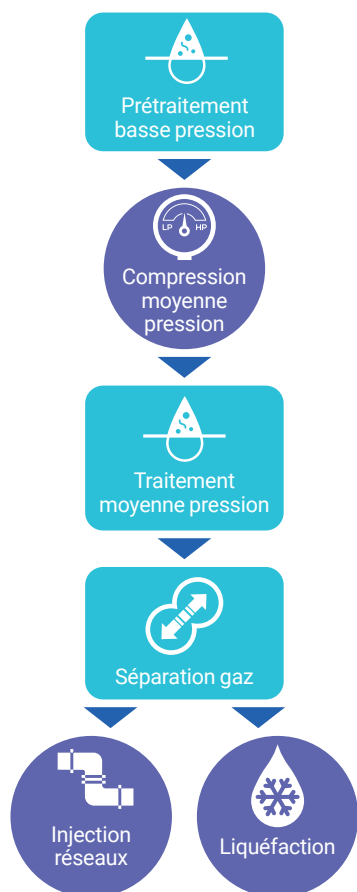 Prétraitement
basse pression
LP HP
Compression
moyenne
pression
Traitement
moyenne pression
Séparation gaz
Injection
réseaux
Liquéfaction